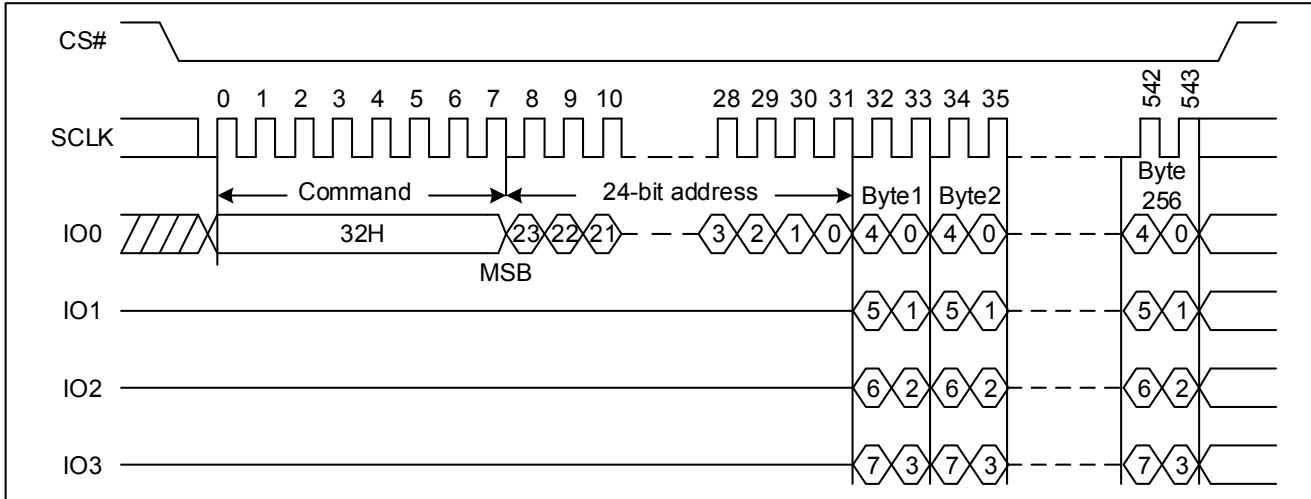 CS#
0 1 2 3 4 5 6 7 8 9 10 28 29 30 31 32 33 34 35 542 543
SCLK
Command 24-bit address Byte1 Byte2 Byte
256
IO0 32H 23 22 21 3 2 1 0 4 0 4 0 4 0
MSB
IO1 5 1 5 1 5 1
IO2 6 2 6 2 6 2
IO3 7 3 7 3 7 3